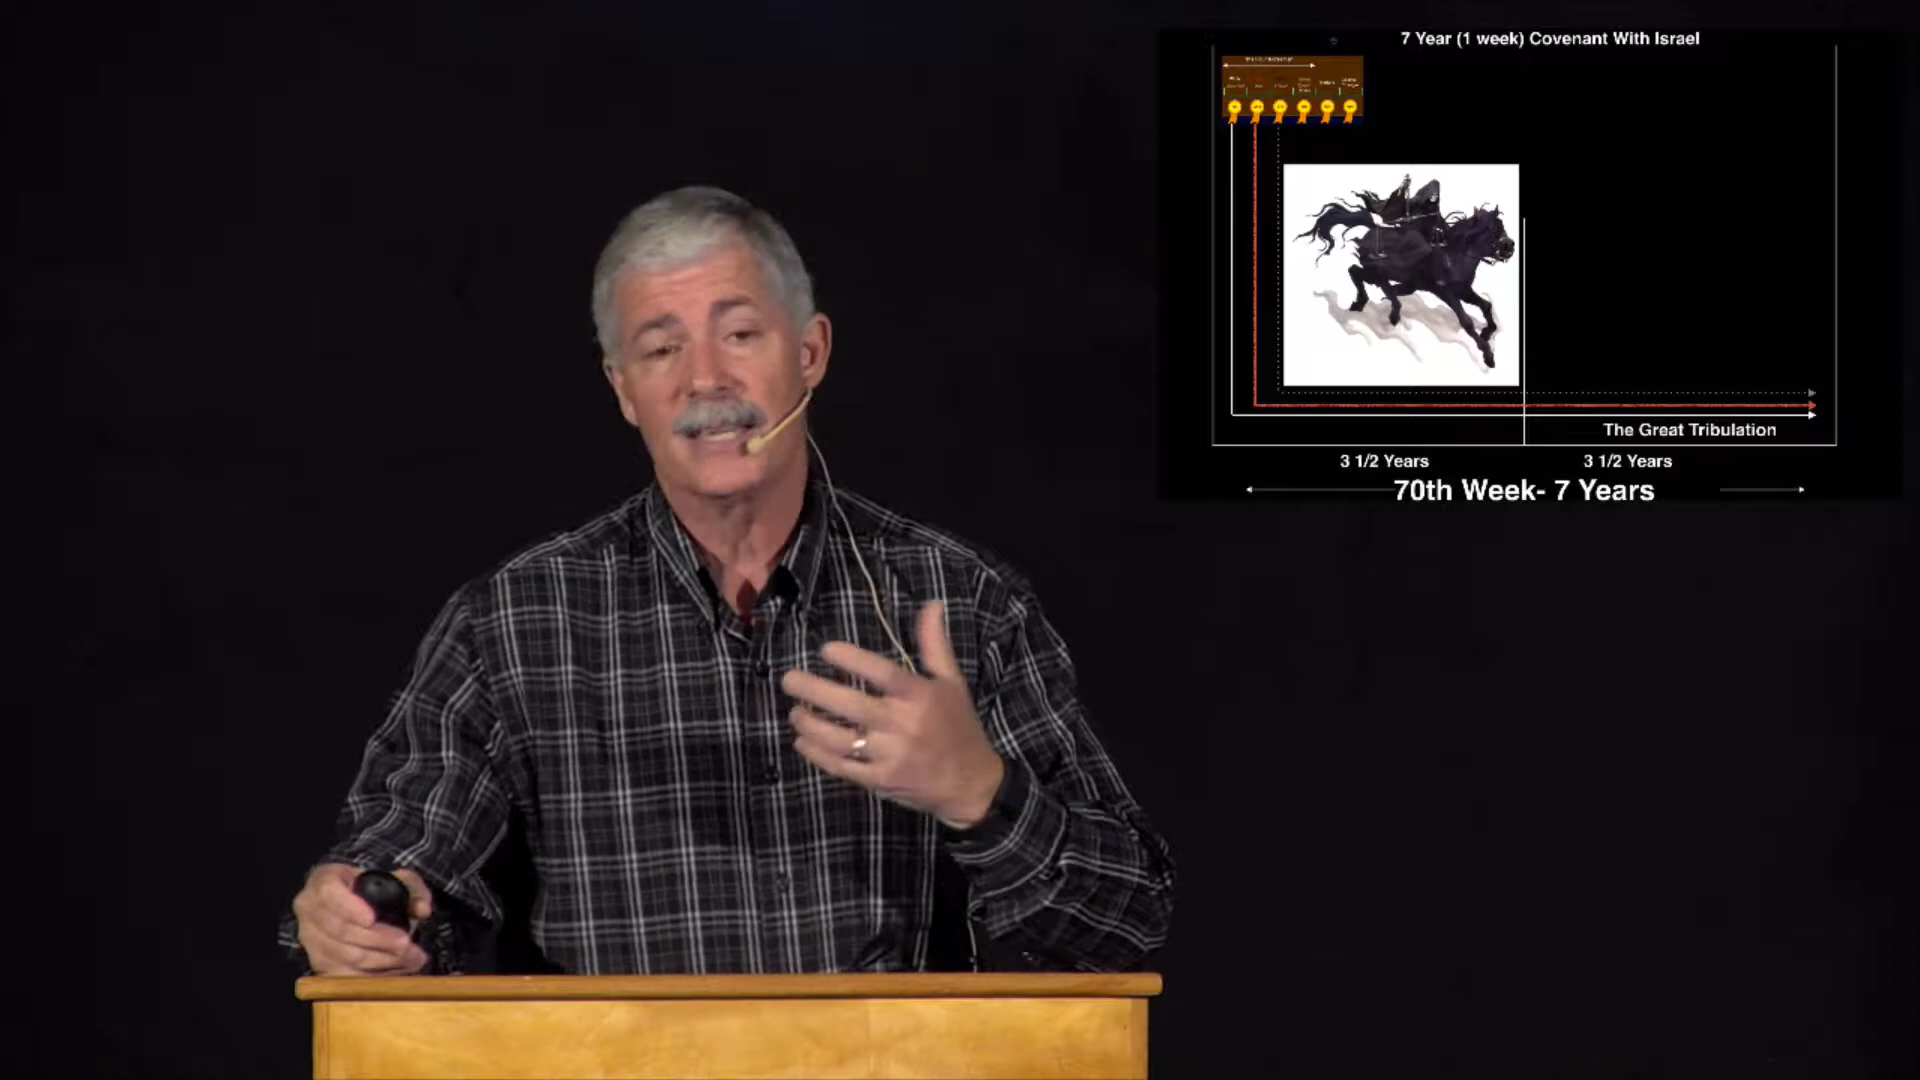 7 Year (1 week) Covenant With Israel
The Great Tribulation
3 1/2 Years
3 1/2 Years
70th Week- 7 Years